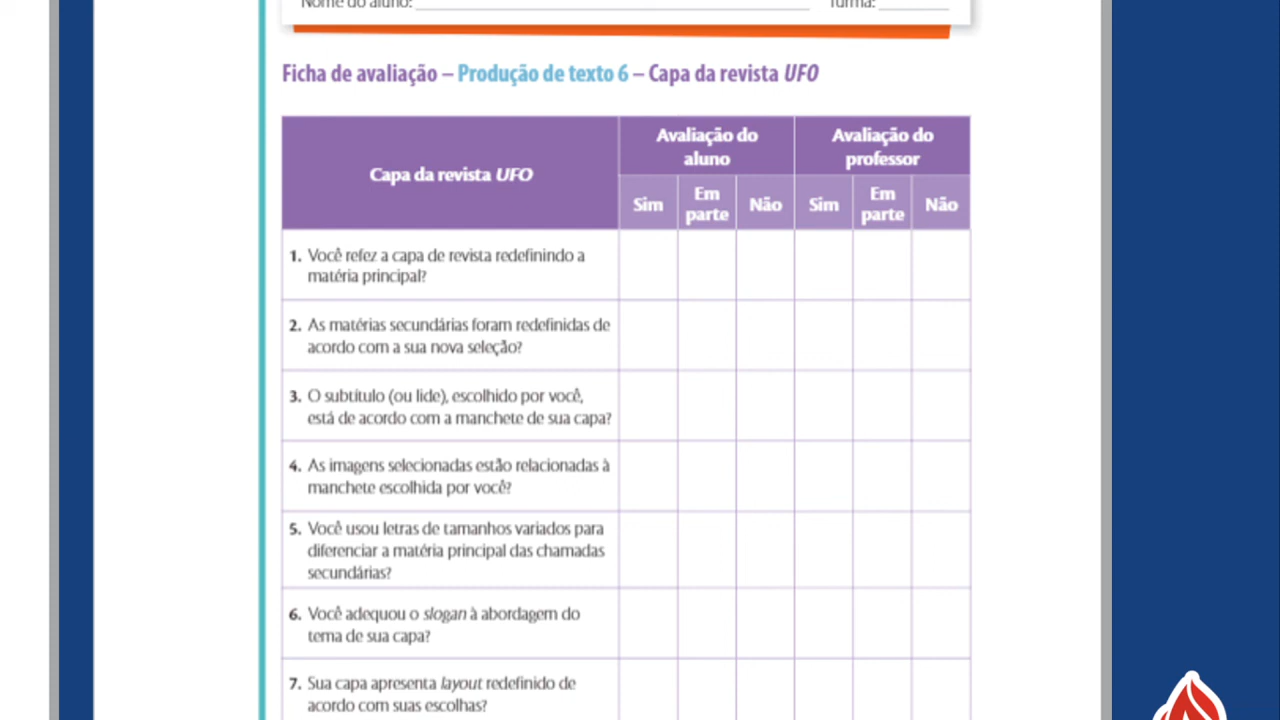 Nome do aluno: Turma:
Ficha de avaliação – Produção de texto 6 – Capa da revista UFO
Capa da revista UFO
Avaliação do
aluno
Avaliação do
professor
Sim
Em
parte
Não
Sim
Em
parte
Não
1. Você refez a capa de revista redefinindo a
matéria principal?
2. As matérias secundárias foram redefinidas de
acordo com a sua nova seleção?
3. O subtítulo (ou lide), escolhido por você,
está de acordo com a manchete de sua capa?
4. As imagens selecionadas estão relacionadas à
manchete escolhida por você?
5. Você usou letras de tamanhos variados para
diferenciar a matéria principal das chamadas
secundárias?
6. Você adequou o slogan à abordagem do
tema de sua capa?
7. Sua capa apresenta layout redefinido de
acordo com suas escolhas?